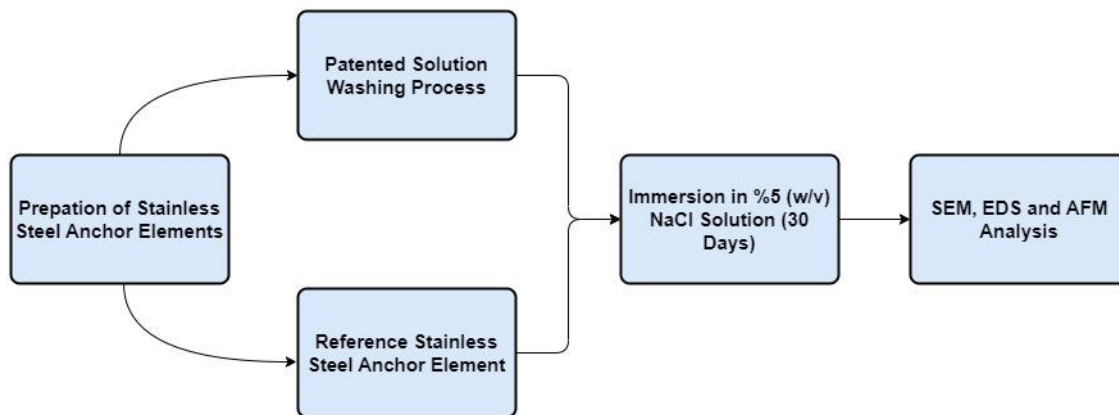 Patented Solution
Washing Process
Prepation of Stainless
Steel Anchor Elements
Immersion in %5 (w/v)
NaCl Solution (30
Days)
SEM, EDS and AFM
Analysis
Reference Stainless
Steel Anchor Element